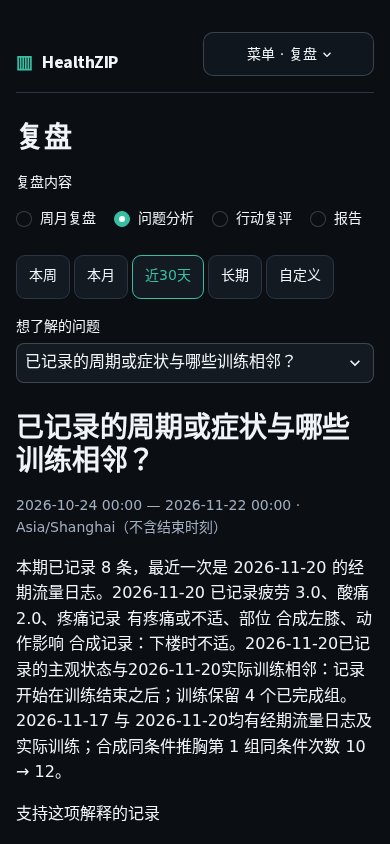 HealthZIP
菜单 · 复盘
复盘
复盘内容
周月复盘 问题分析 行动复评 报告
本周 本月 近30天 长期 自定义
想了解的问题
已记录的周期或症状与哪些训练相邻？
已记录的周期或症状与哪些
训练相邻？
2026-10-24 00:00 — 2026-11-22 00:00 ·
Asia/Shanghai（不含结束时刻）
本期已记录 8 条，最近一次是 2026-11-20 的经
期流量日志。2026-11-20 已记录疲劳 3.0、酸痛
2.0、疼痛记录 有疼痛或不适、部位 合成左膝、动
作影响 合成记录：下楼时不适。2026-11-20已记
录的主观状态与2026-11-20实际训练相邻：记录
开始在训练结束之后；训练保留 4 个已完成组。
2026-11-17 与 2026-11-20均有经期流量日志及
实际训练；合成同条件推胸第 1 组同条件次数 10
→ 12。
支持这项解释的记录